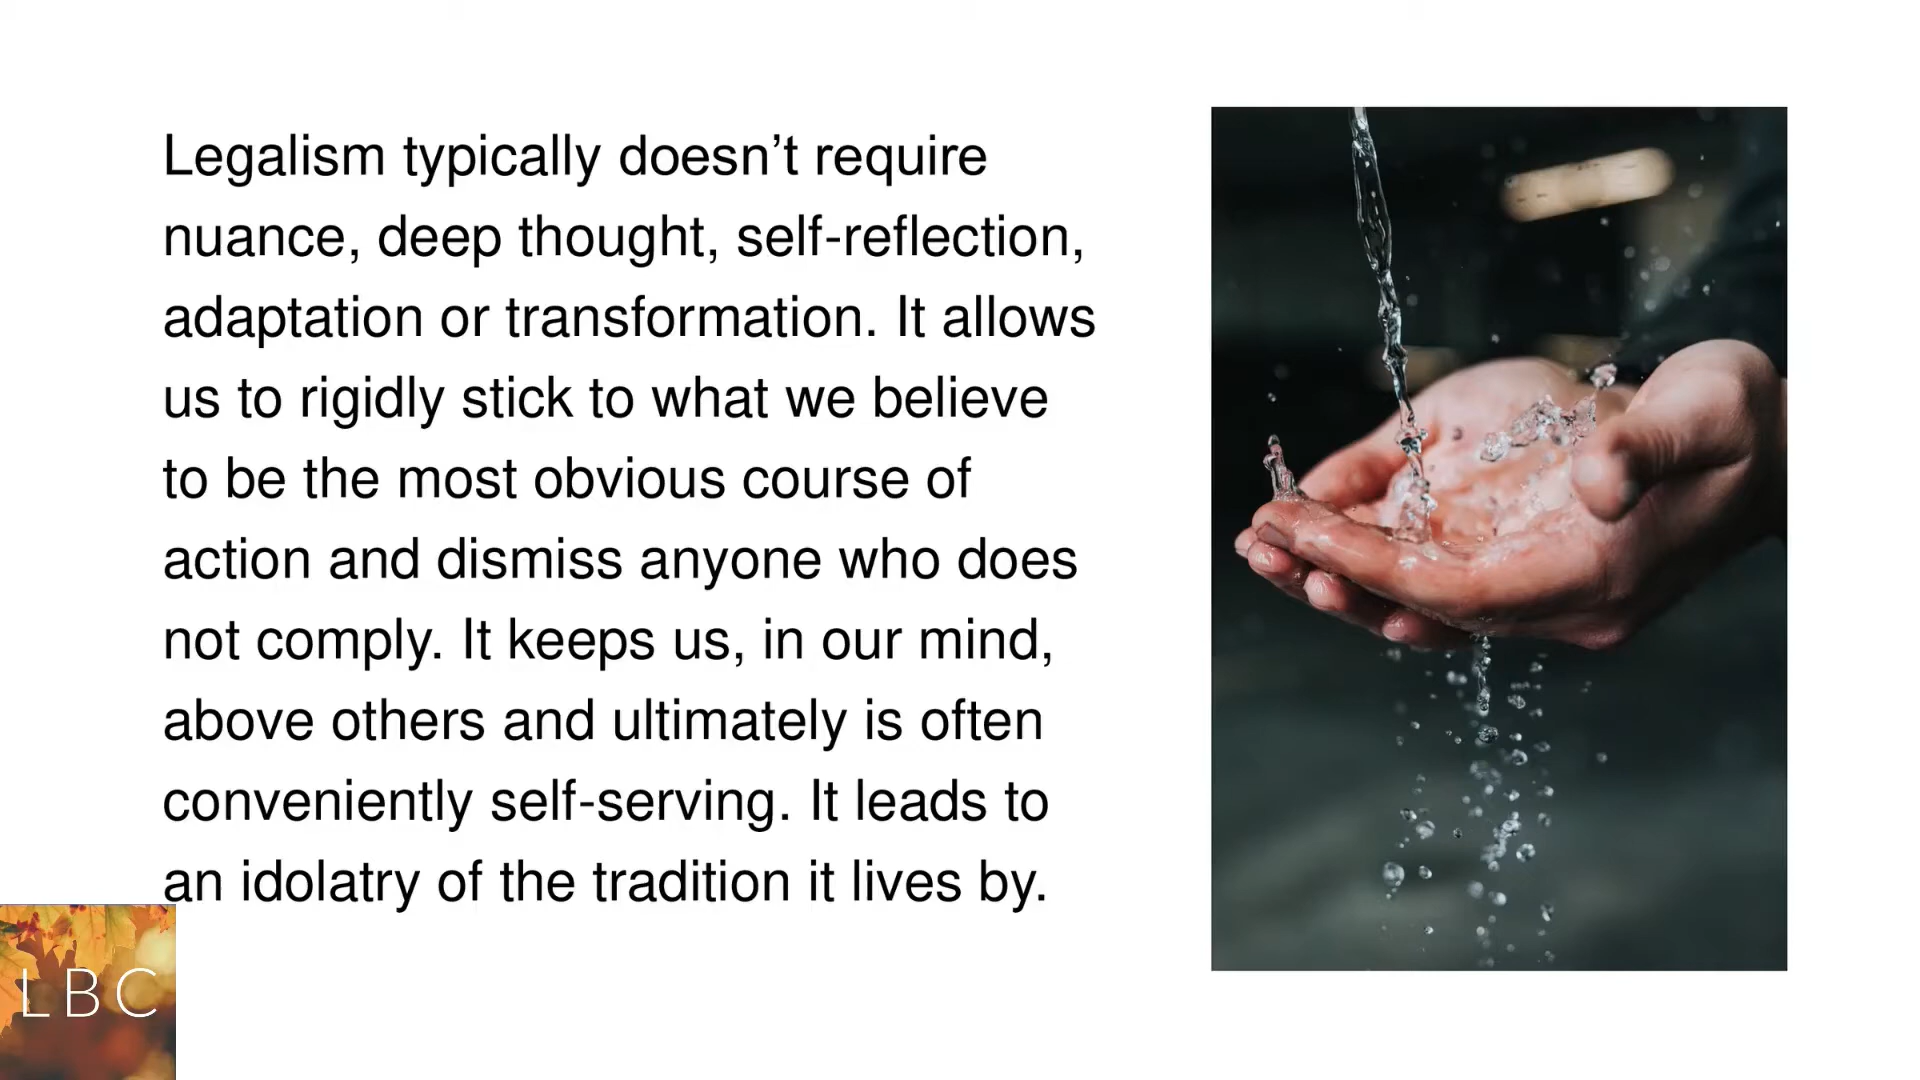 Legalism typically doesn’t require
nuance, deep thought, self-reflection,
adaptation or transformation. It allows
us to rigidly stick to what we believe
to be the most obvious course of
action and dismiss anyone who does
not comply. It keeps us, in our mind,
above others and ultimately is often
conveniently self-serving. It leads to
an idolatry of the tradition it lives by.
LBC